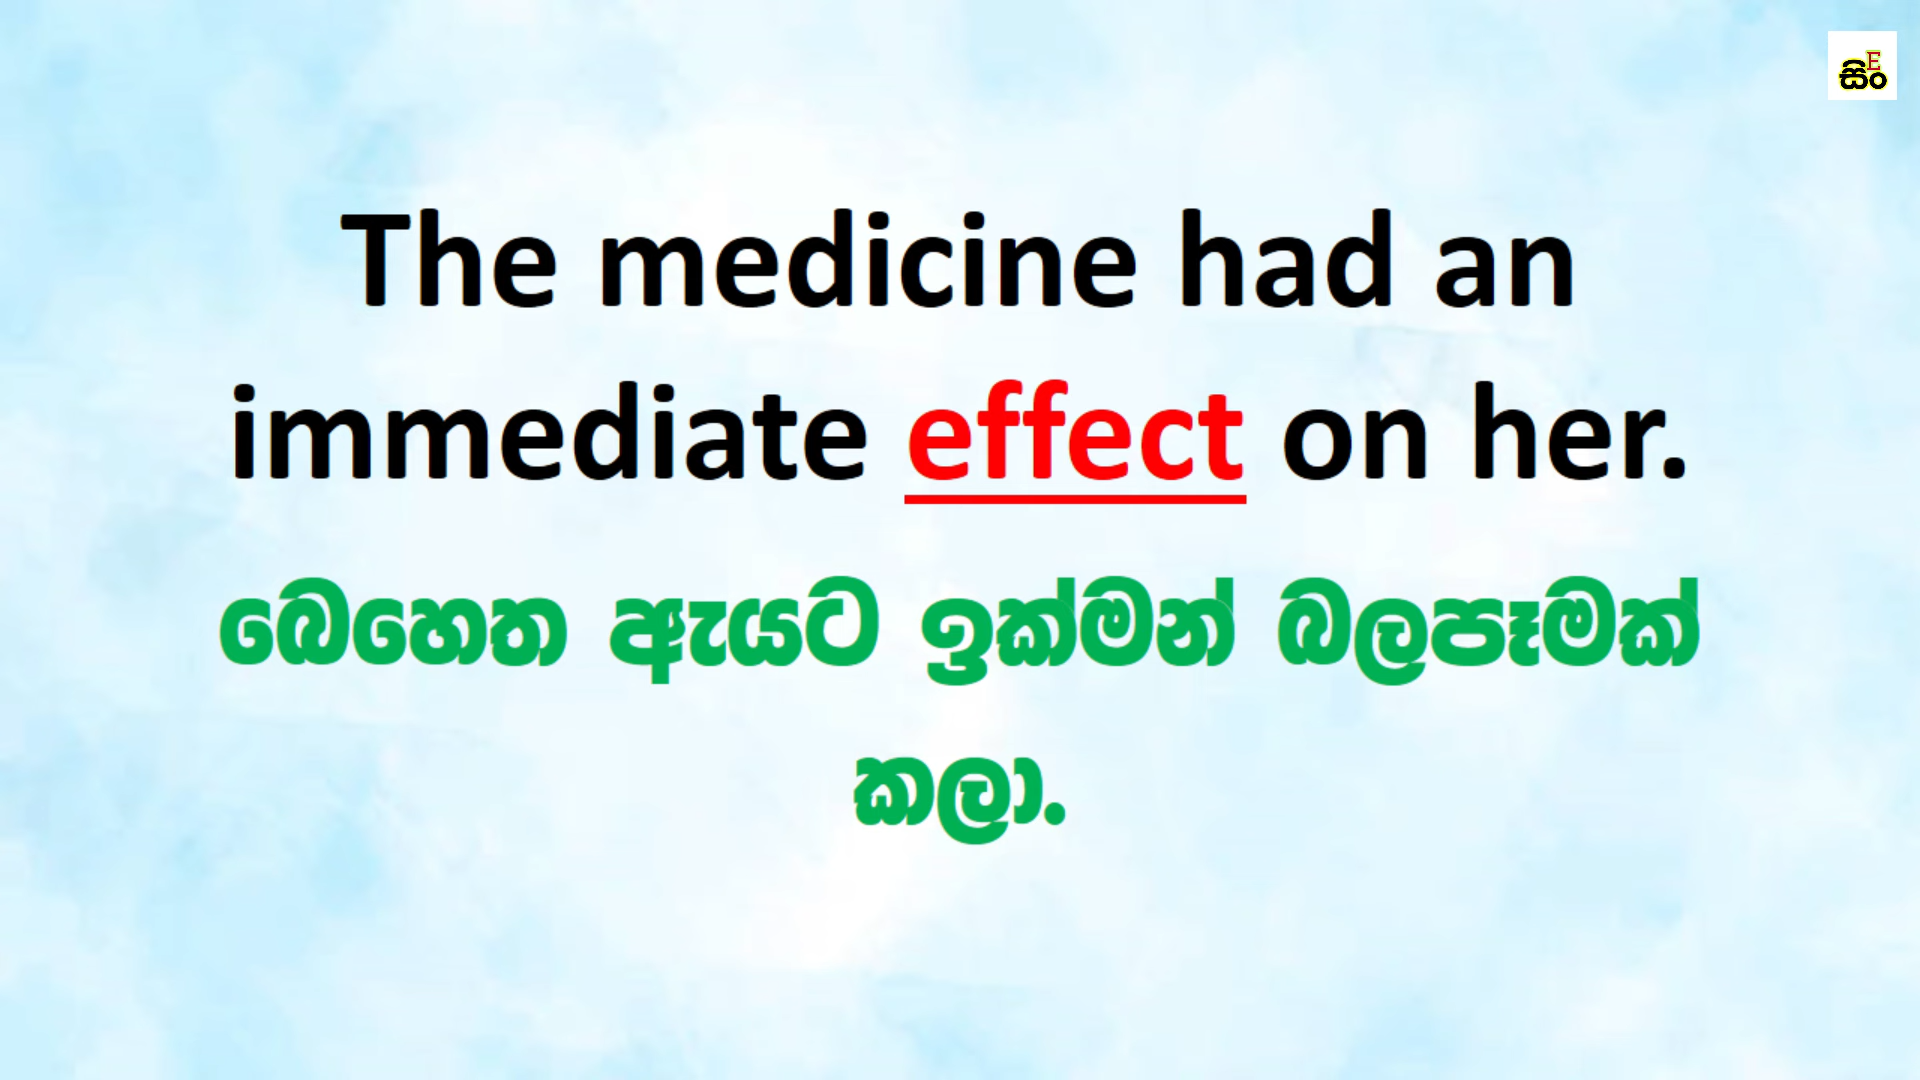 සිංE
The medicine had an
immediate effect on her.
බෙහෙත ඇයට ඉක්මන් බලපෑමක්
කලා.